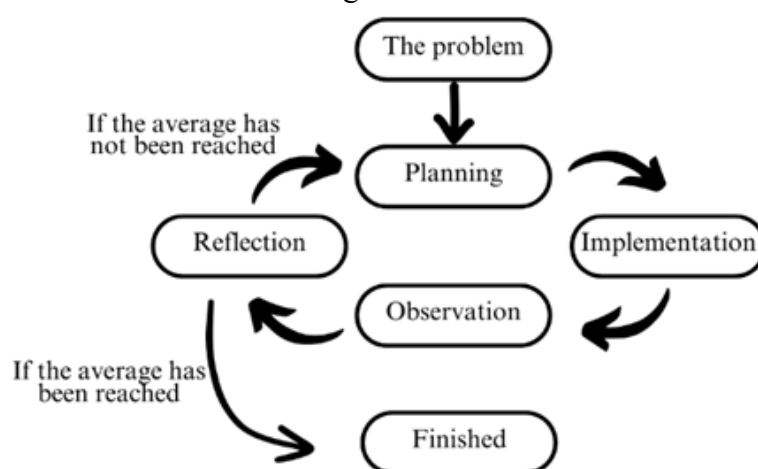 The problem
If the average has
not been reached
Planning
Reflection
Implementation
Observation
If the average has
been reached
Finished